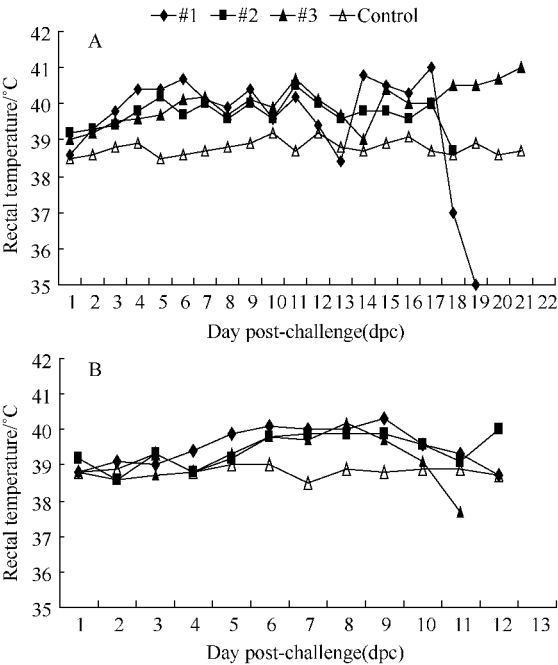 #1 #2 #3 Control
A
42
41
40
39
38
37
36
35
Rectal temperature/°C
1 2 3 4 5 6 7 8 9 10 11 12 13 14 15 16 17 18 19 20 21 22
Day post-challenge(dpc)
B
42
41
40
39
38
37
36
35
Rectal temperature/°C
1 2 3 4 5 6 7 8 9 10 11 12 13
Day post-challenge(dpc)